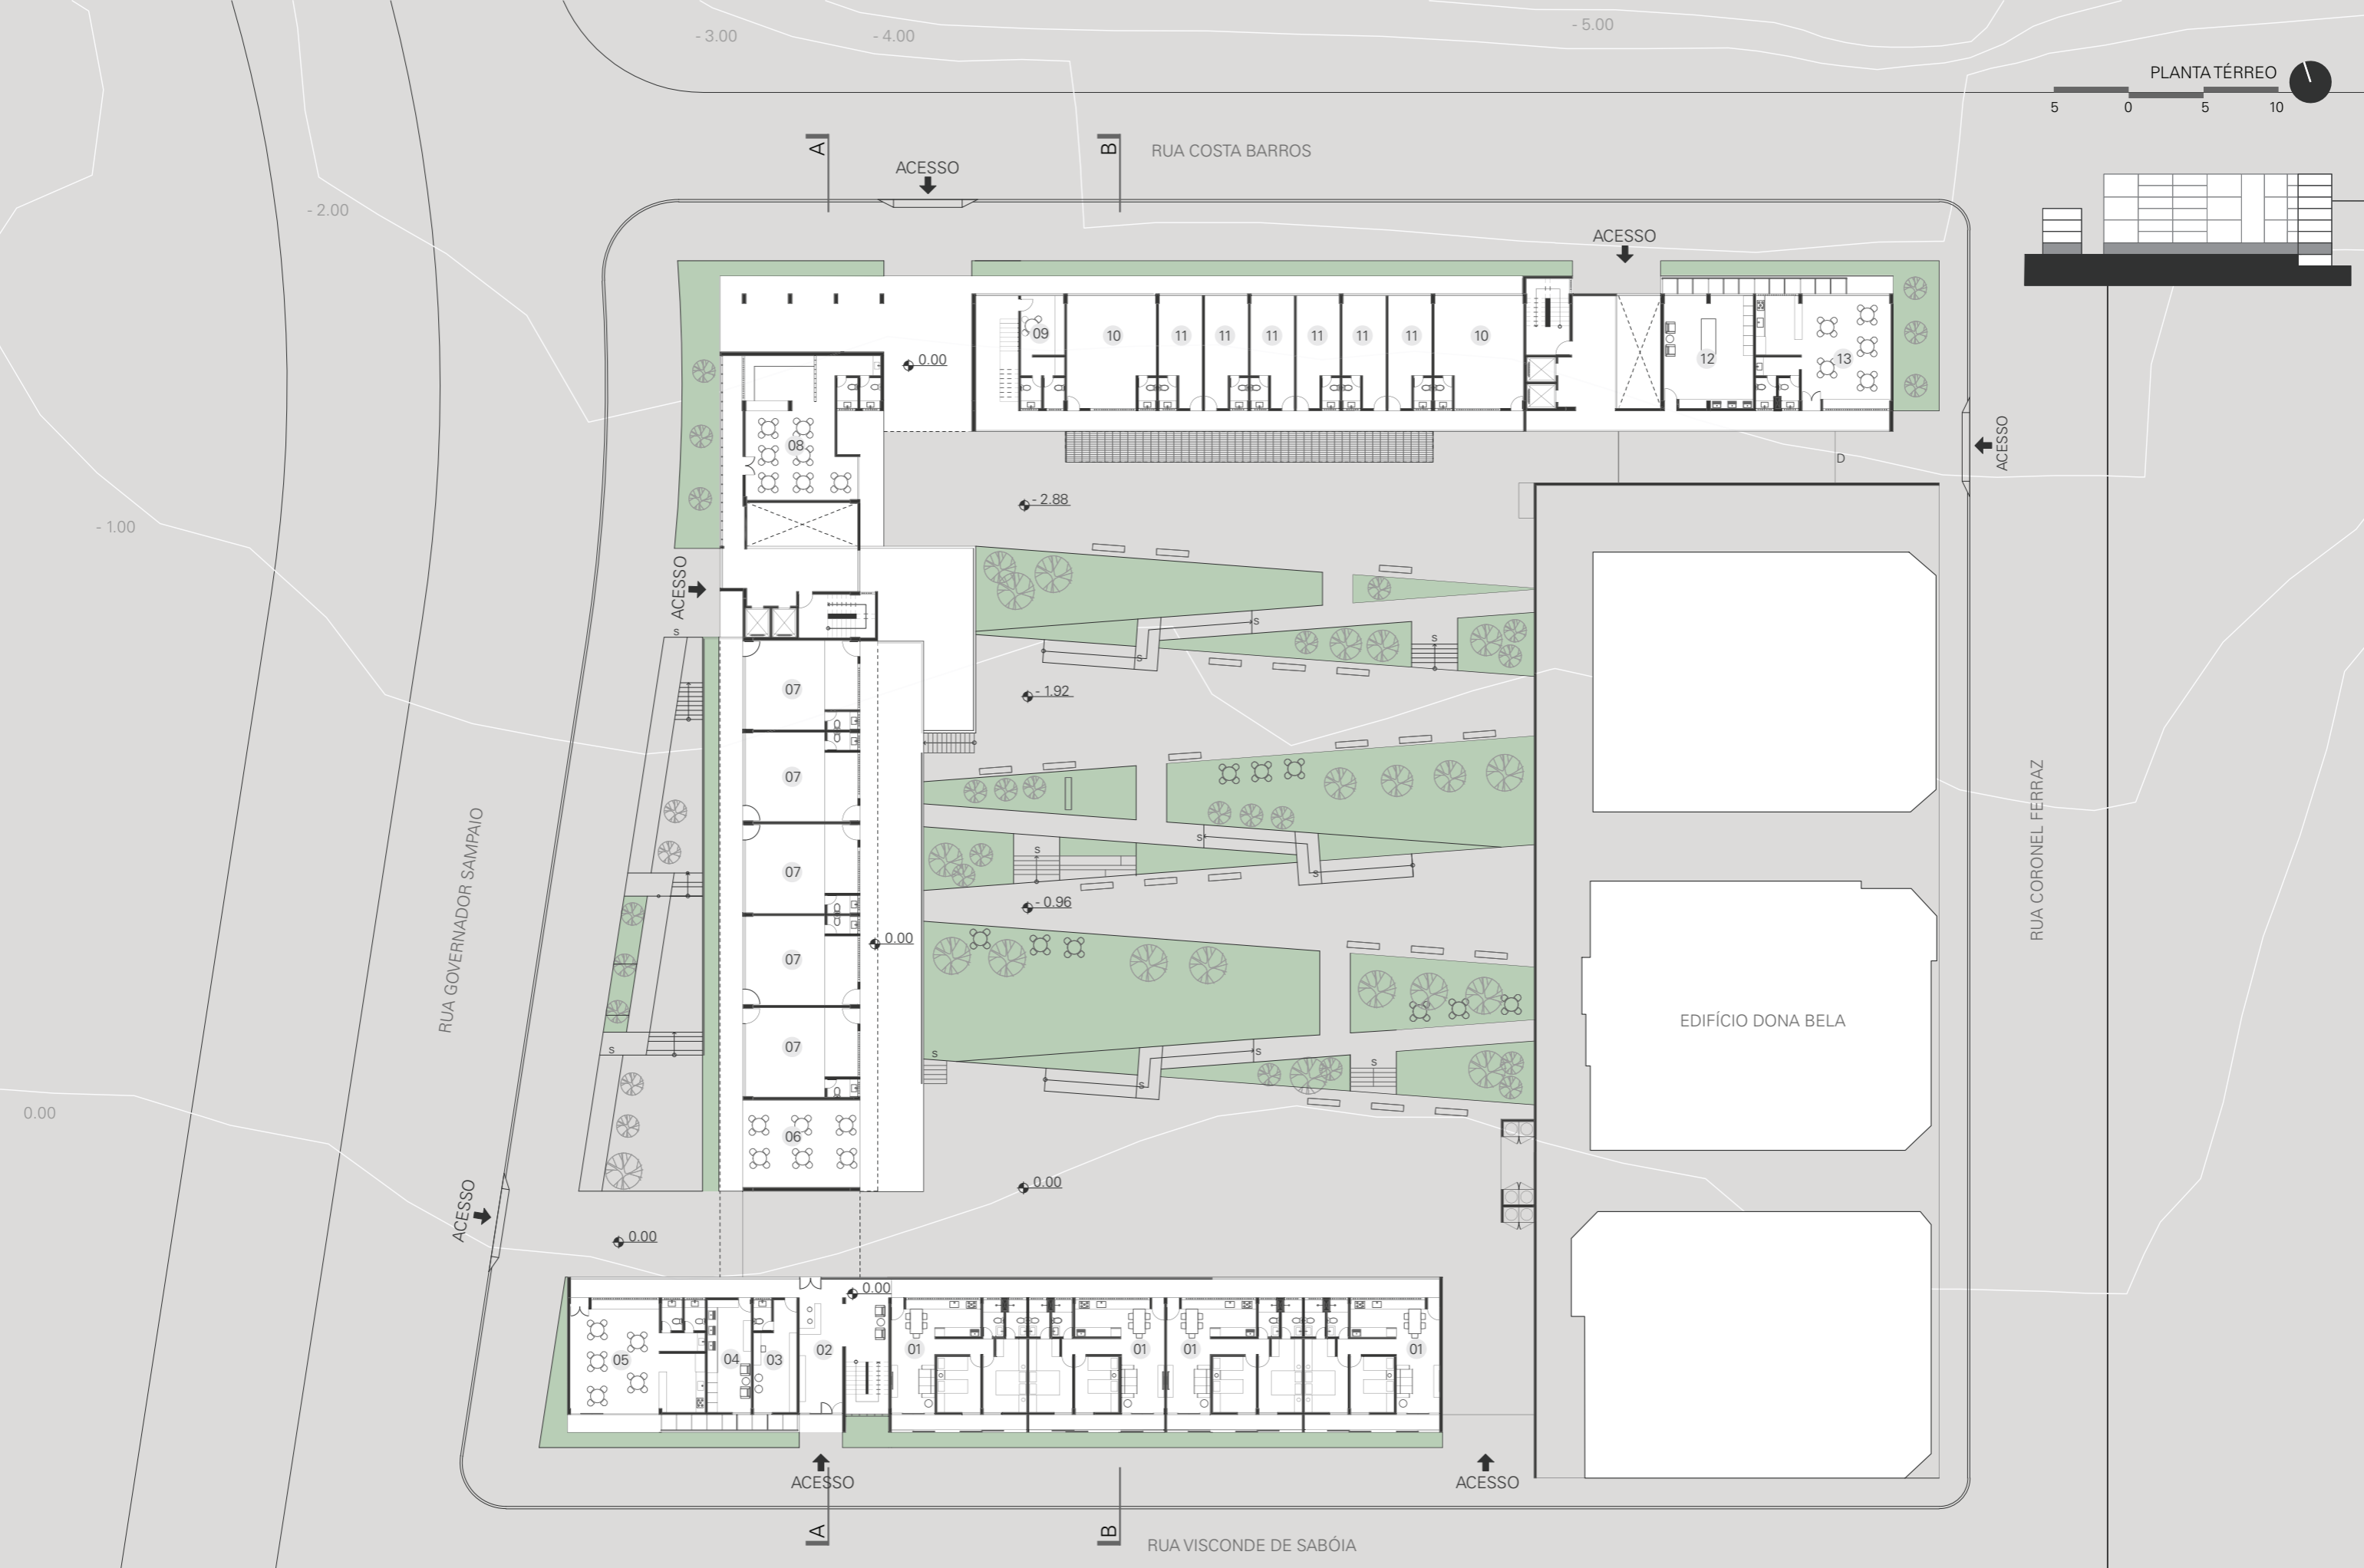 - 5.00
- 3.00
- 4.00
PLANTA TÉRREO
5 0 5 10
A
B
RUA COSTA BARROS
ACESSO
- 2.00
ACESSO
09
10
11
11
11
11
11
11
10
12
13
0.00
08
ACESSO
D
- 2.88
- 1.00
ACESSO
S
S
S
S
07
- 1.92
07
S
S
07
S
S
- 0.96
0.00
07
RUA GOVERNADOR SAMPAIO
RUA CORONEL FERRAZ
EDIFÍCIO DONA BELA
07
S
S
S
S
S
0.00
06
0.00
ACESSO
0.00
0.00
05
04
03
02
01
01
01
01
ACESSO
ACESSO
A
B
RUA VISCONDE DE SABÓIA